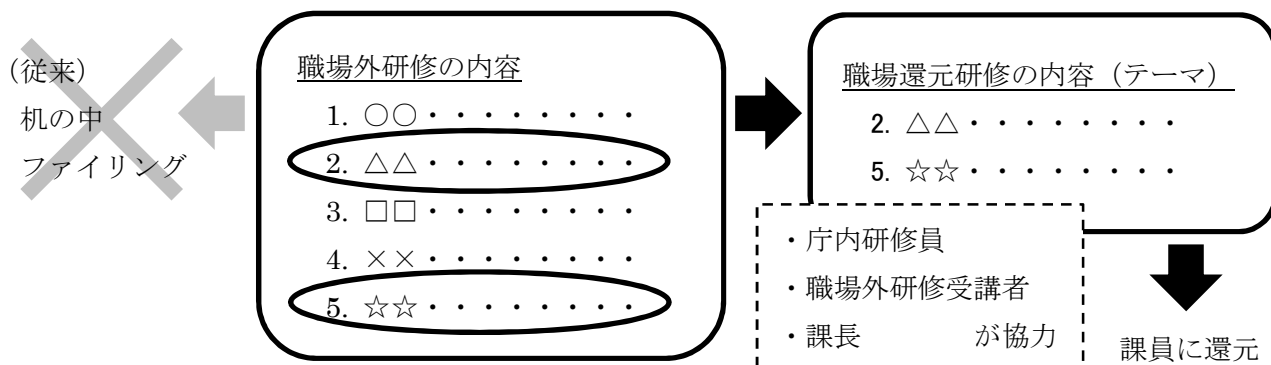 (従来)
机の中
ファイリング
職場外研修の内容
1. ○○・・・・・・・・
2. △△・・・・・・・・
3. □□・・・・・・・・
4. ××・・・・・・・・
5. ☆☆・・・・・・・・
職場還元研修の内容（テーマ）
2. △△・・・・・・・・
5. ☆☆・・・・・・・・
・庁内研修員
・職場外研修受講者
・課長　　　が協力
課員に還元